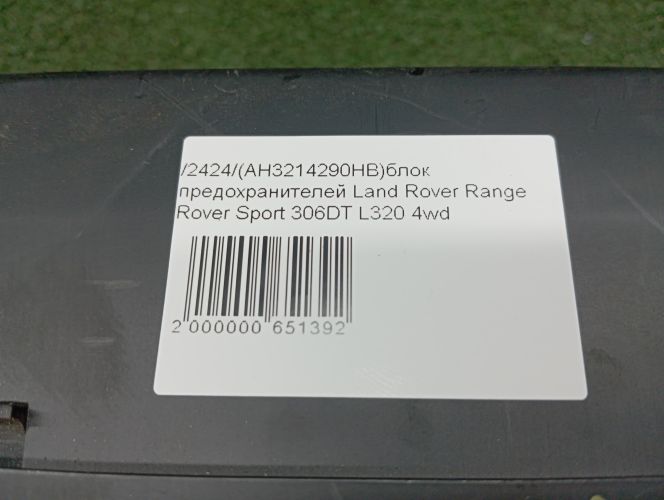 /2424/(AH3214290HB)блок
предохранителей Land Rover Range
Rover Sport 306DT L320 4wd
2 000000 651392